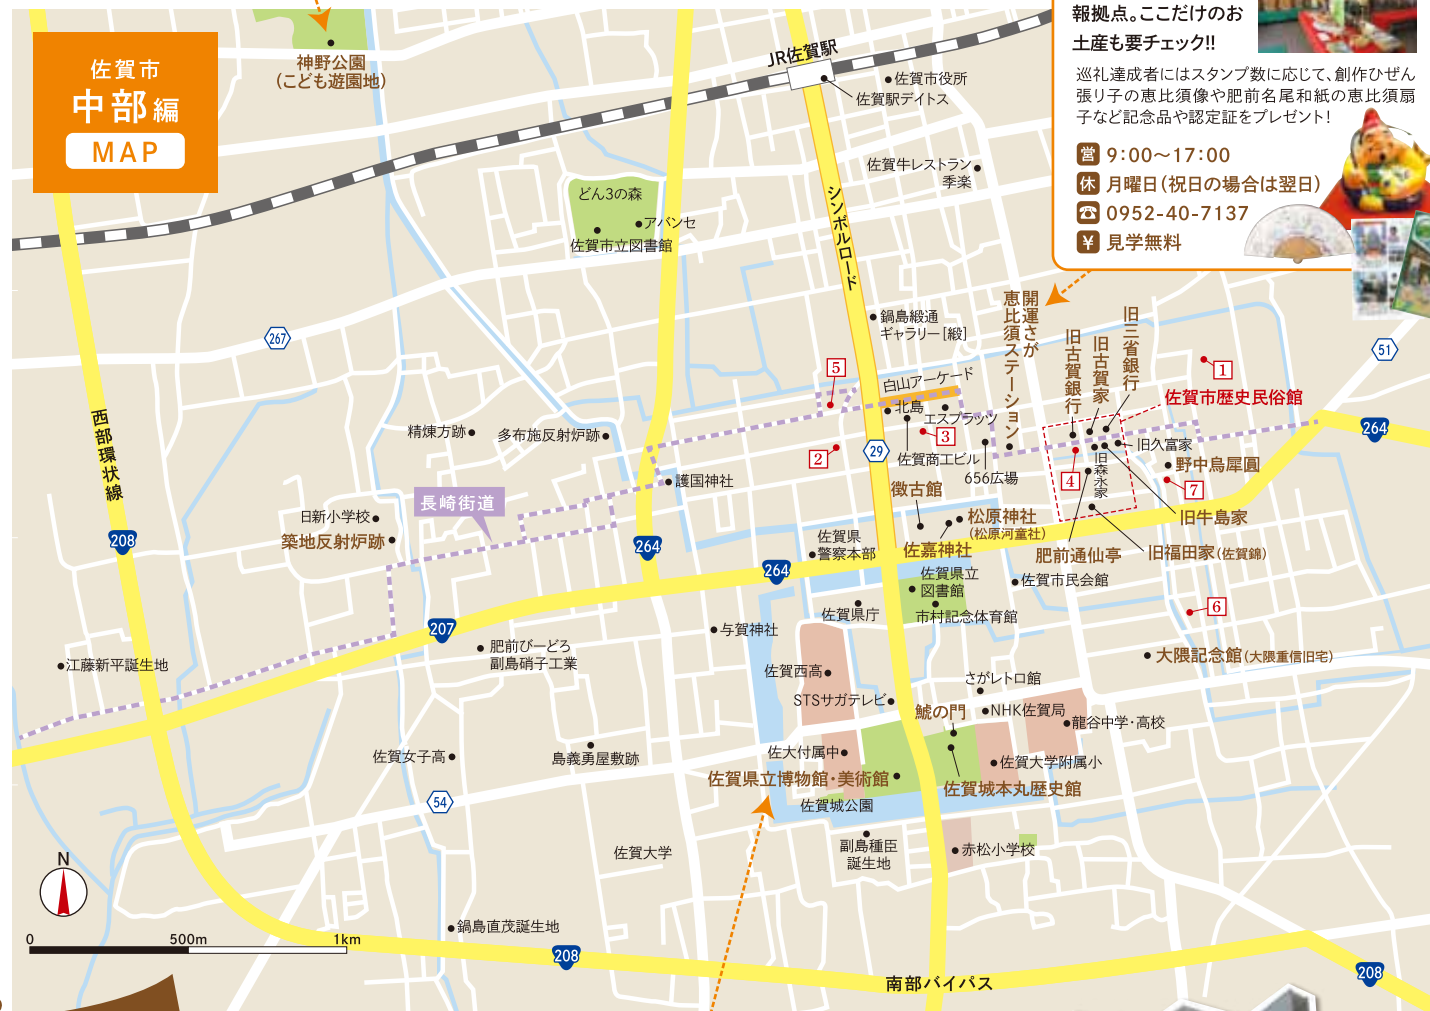 佐賀市
中部編
MAP
神野公園
(こども遊園地)
報拠点。ここだけのお
土産も要チェック!!
巡礼達成者にはスタンプ数に応じて、創作ひぜん
張り子の恵比須像や肥前名尾和紙の恵比須扇
子など記念品や認定証をプレゼント!
営 9:00〜17:00
休 月曜日(祝日の場合は翌日)
☎ 0952-40-7137
¥ 見学無料
JR佐賀駅
佐賀市役所
佐賀駅デイトス
佐賀牛レストラン
季楽
どん3の森
アバンセ
佐賀市立図書館
シンボルロード
267
鍋島緞通
ギャラリー[緞]
開運さが
恵比須ステーション
旧古賀銀行
旧古賀家
旧三省銀行
51
1
佐賀市歴史民俗館
5
白山アーケード
北島
エスプラッツ
3
佐賀商工ビル
656広場
2
29
264
旧久富家
野中烏犀圓
4
旧森永家
7
旧牛島家
西部環状線
精煉方跡
多布施反射炉跡
護国神社
長崎街道
日新小学校
築地反射炉跡
208
264
徴古館
松原神社
(松原河童社)
佐嘉神社
佐賀県
警察本部
264
肥前通仙亭
旧福田家(佐賀錦)
佐賀県立
図書館
佐賀市民会館
佐賀県庁
市村記念体育館
6
207
与賀神社
肥前びーどろ
副島硝子工業
大隈記念館(大隈重信旧宅)
江藤新平誕生地
佐賀西高
さがレトロ館
STSサガテレビ
鯱の門
NHK佐賀局
龍谷中学・高校
佐賀女子高
島義勇屋敷跡
佐大付属中
佐賀大学附属小
佐賀県立博物館・美術館
佐賀城本丸歴史館
54
佐賀城公園
副島種臣
誕生地
赤松小学校
佐賀大学
N
鍋島直茂誕生地
0 500m 1km
208
南部バイパス
208